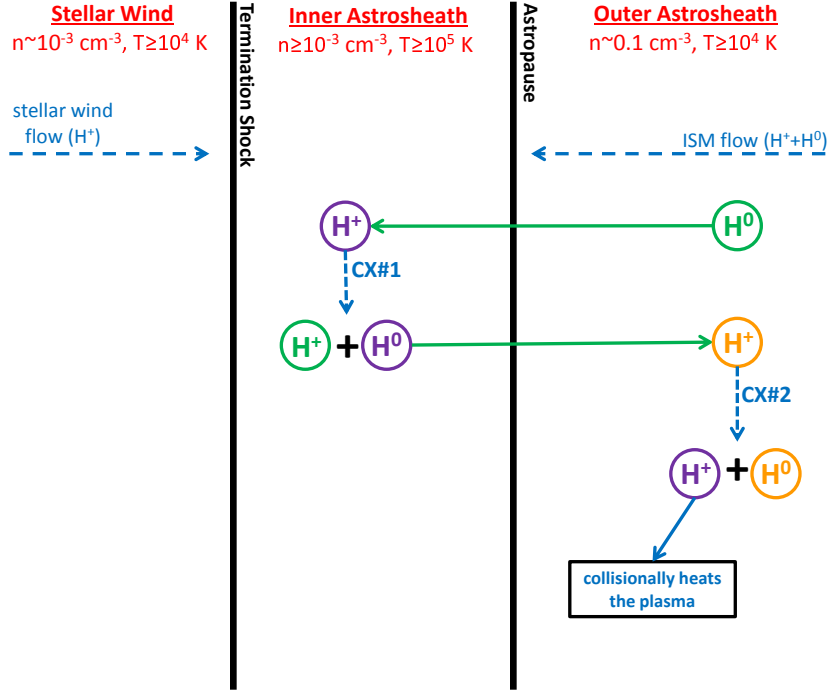 Stellar Wind
n~10⁻³ cm⁻³, T≥10⁴ K
Termination Shock
Inner Astrosheath
n≥10⁻³ cm⁻³, T≥10⁵ K
Astropause
Outer Astrosheath
n~0.1 cm⁻³, T≥10⁴ K
stellar wind
flow (H⁺)
ISM flow (H⁺+H⁰)
H⁺
H⁰
CX#1
H⁺ + H⁰
H⁺
CX#2
H⁺ + H⁰
collisionally heats
the plasma